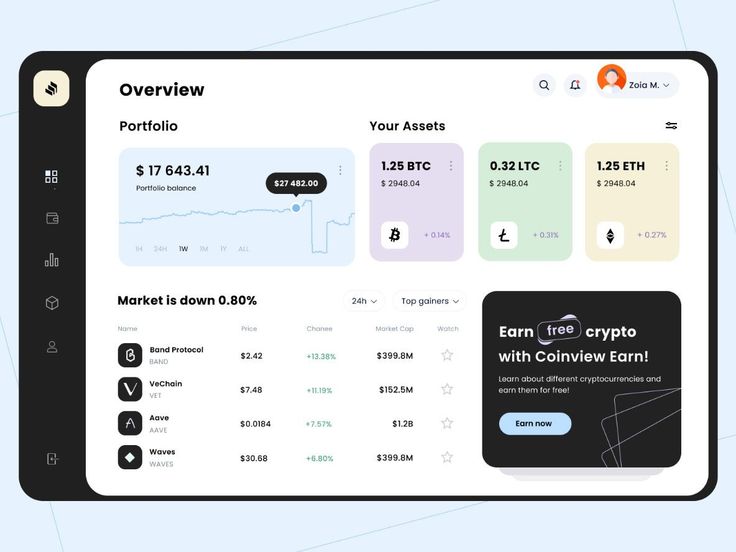 Overview
Zoia M.
Portfolio
$ 17 643.41
Portfolio balance
$27 482.00
1H 24H 1W 1M 1Y ALL
Your Assets
1.25 BTC
$ 2948.04
+ 0.14%
0.32 LTC
$ 2948.04
+ 0.31%
1.25 ETH
$ 2948.04
+ 0.27%
Market is down 0.80%
24h
Top gainers
Name Price Chanee Market Cap Watch
Band Protocol
BAND
$2.42 +13.38% $399.8M
VeChain
VET
$7.48 +11.19% $152.5M
Aave
AAVE
$0.0184 +7.57% $1.2B
Waves
WAVES
$30.68 +6.80% $399.8M
Earn free crypto
with Coinview Earn!
Learn about different cryptocurrencies and
earn them for free!
Earn now